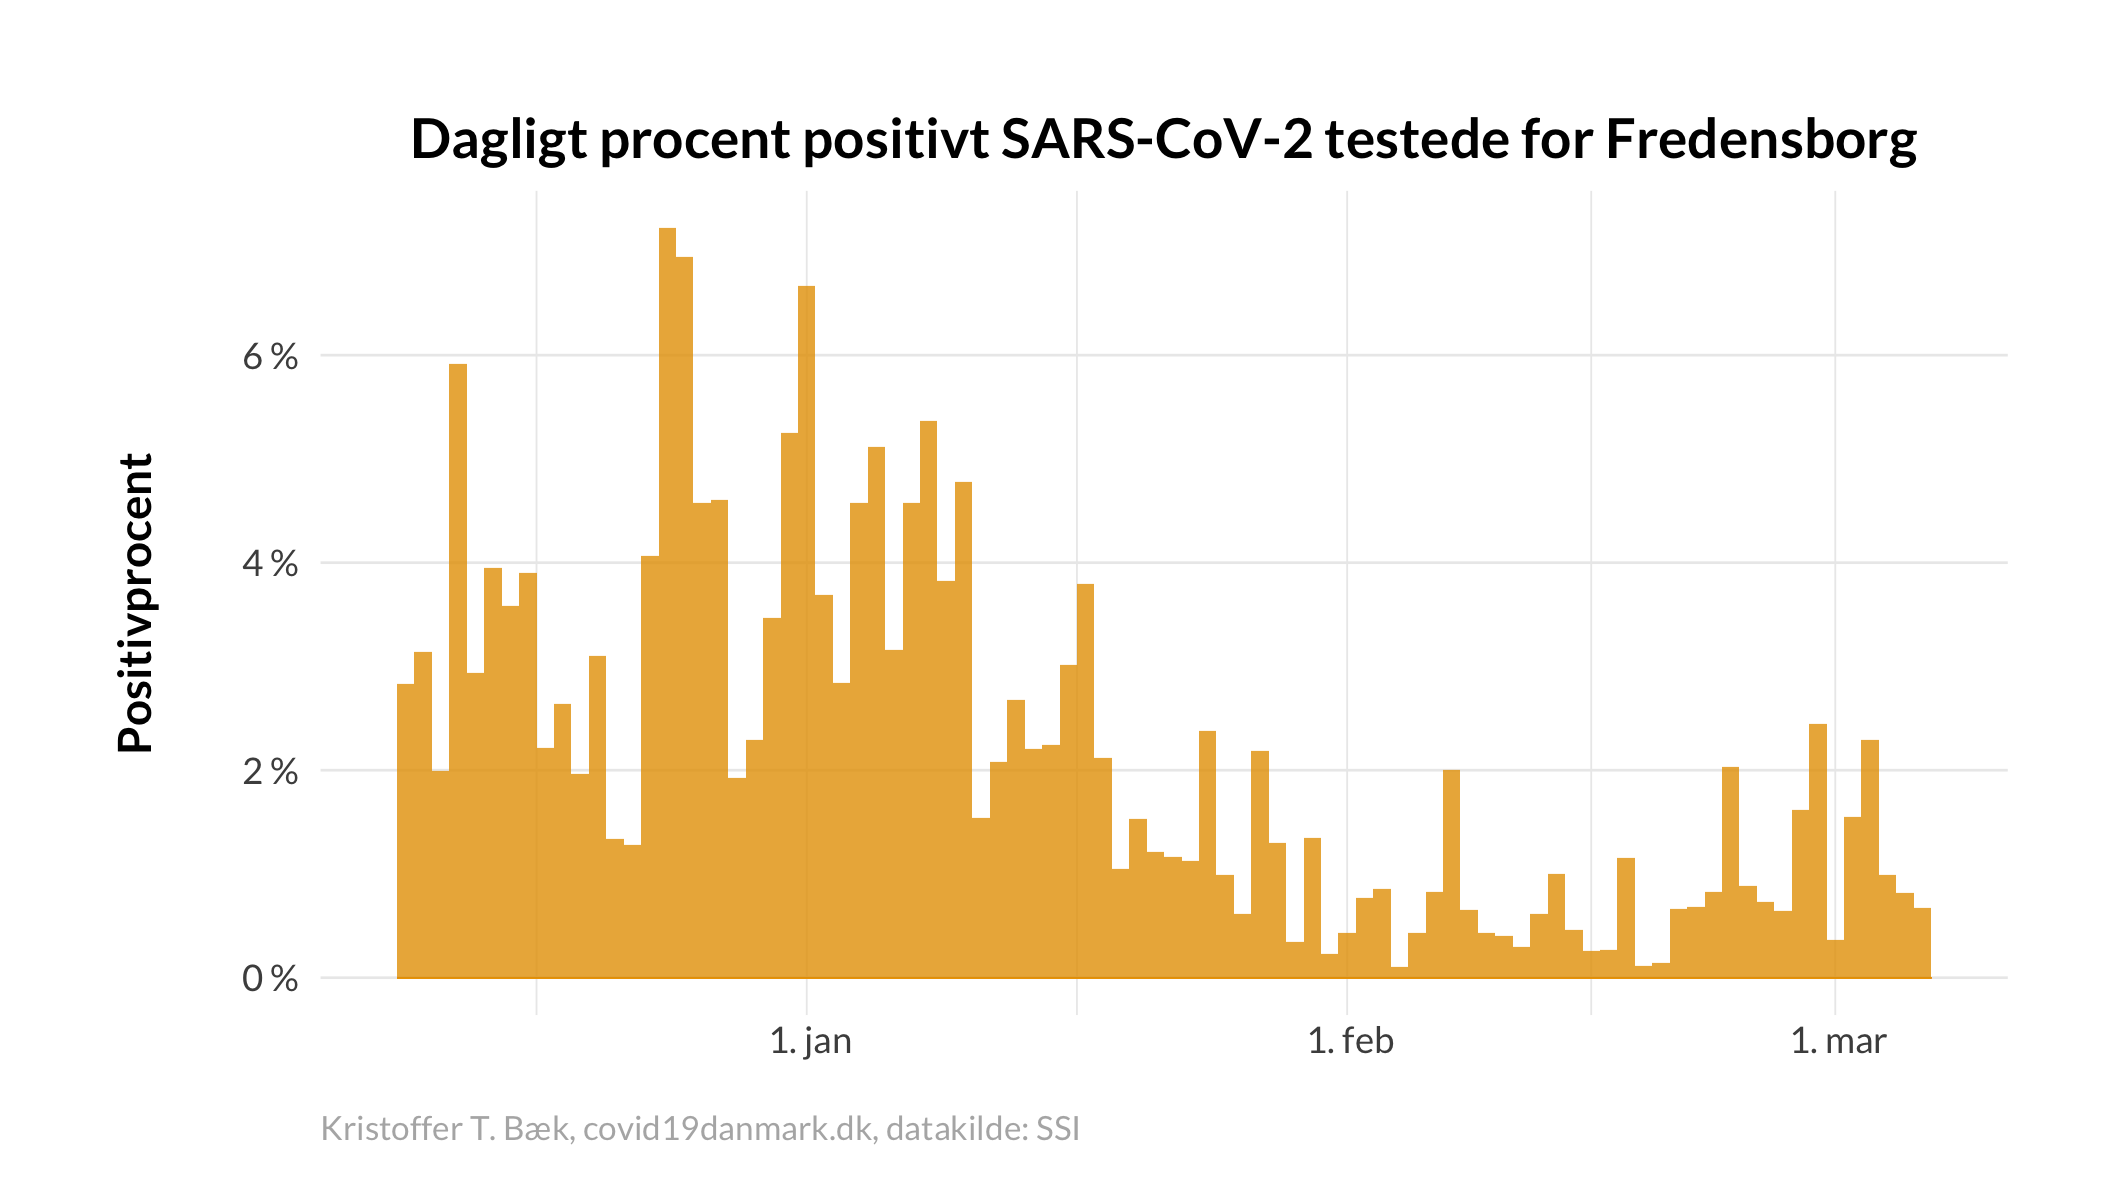 Dagligt procent positivt SARS-CoV-2 testede for Fredensborg
Positivprocent
6 %
4 %
2 %
0 %
1. jan
1. feb
1. mar
Kristoffer T. Bæk, covid19danmark.dk, datakilde: SSI